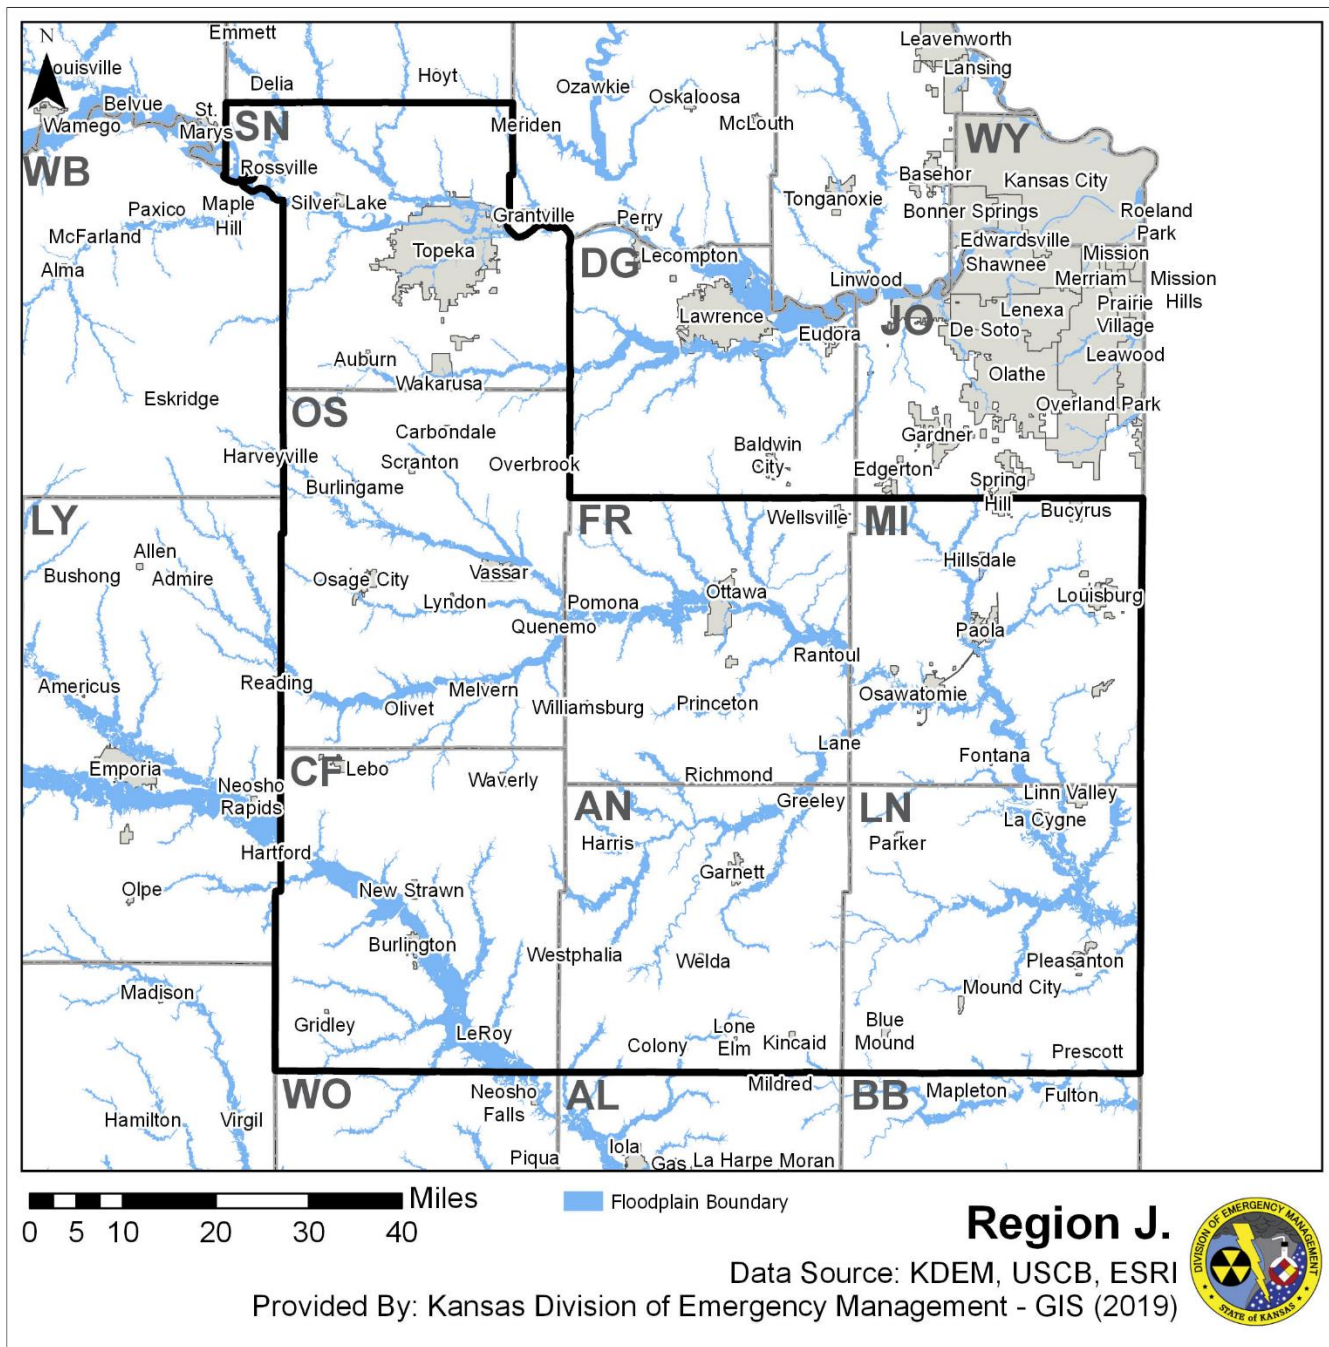 N
Emmett
Leavenworth
Louisville
Delia
Hoyt
Ozawkie
Oskaloosa
Lansing
Belvue
St.
Marys
Wamego
SN
Meriden
McLouth
WY
WB
Rossville
Basehor
Kansas City
Paxico
Maple
Hill
Silver Lake
Grantville
Perry
Tonganoxie
Bonner Springs
Roeland
Park
McFarland
Topeka
DG
Lecompton
Edwardsville
Mission
Alma
Shawnee
Linwood
Merriam
Mission
Hills
Lawrence
JO
Lenexa
Prairie
Village
Eudora
De Soto
Auburn
Leawood
Wakarusa
Olathe
Eskridge
OS
Overland Park
Carbondale
Baldwin
City
Gardner
Harveyville
Scranton
Overbrook
Edgerton
Burlingame
Spring
Hill
LY
FR
Wellsville
MI
Bucyrus
Allen
Bushong
Admire
Osage City
Vassar
Hillsdale
Lyndon
Pomona
Ottawa
Louisburg
Quenemo
Paola
Rantoul
Americus
Reading
Melvern
Olivet
Williamsburg
Princeton
Osawatomie
Lane
Emporia
CF
Lebo
Waverly
Richmond
Fontana
Neosho
Rapids
AN
Greeley
LN
Linn Valley
La Cygne
Hartford
Harris
Parker
Garnett
Olpe
New Strawn
Burlington
Westphalia
Welda
Pleasanton
Madison
Mound City
Gridley
LeRoy
Colony
Lone
Elm
Kincaid
Blue
Mound
Prescott
WO
Neosho
Falls
AL
Mildred
BB
Mapleton
Fulton
Hamilton
Virgil
Piqua
Iola
Gas
La Harpe
Moran
Miles
0 5 10 20 30 40
Floodplain Boundary
Region J.
Data Source: KDEM, USCB, ESRI
Provided By: Kansas Division of Emergency Management - GIS (2019)
DIVISION OF EMERGENCY MANAGEMENT
STATE of KANSAS